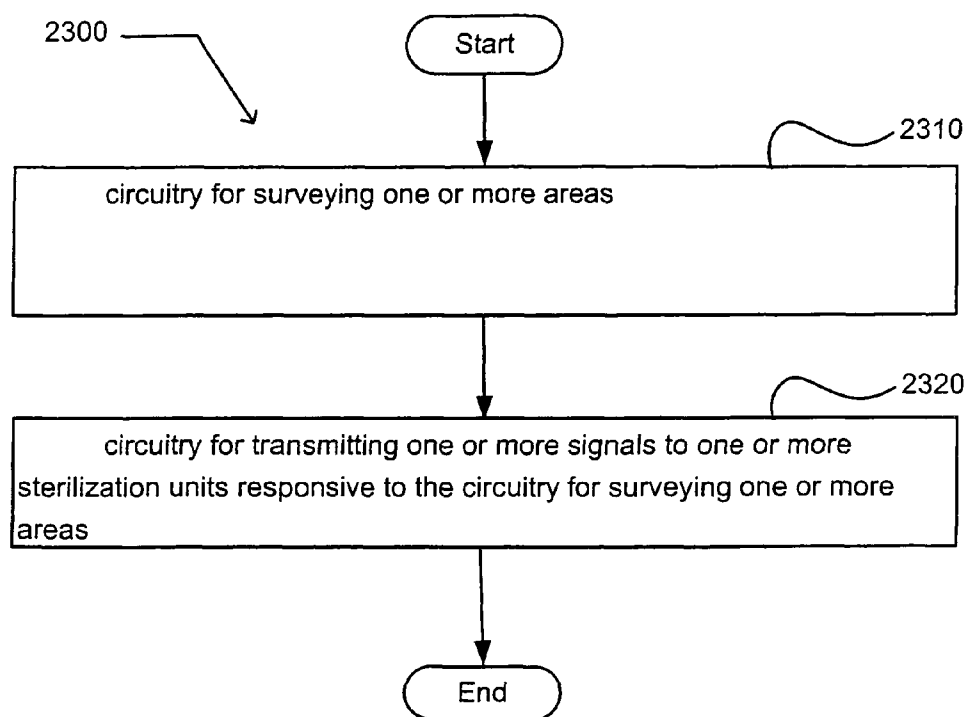 2300
Start
2310
circuitry for surveying one or more areas
2320
circuitry for transmitting one or more signals to one or more
sterilization units responsive to the circuitry for surveying one or more
areas
End